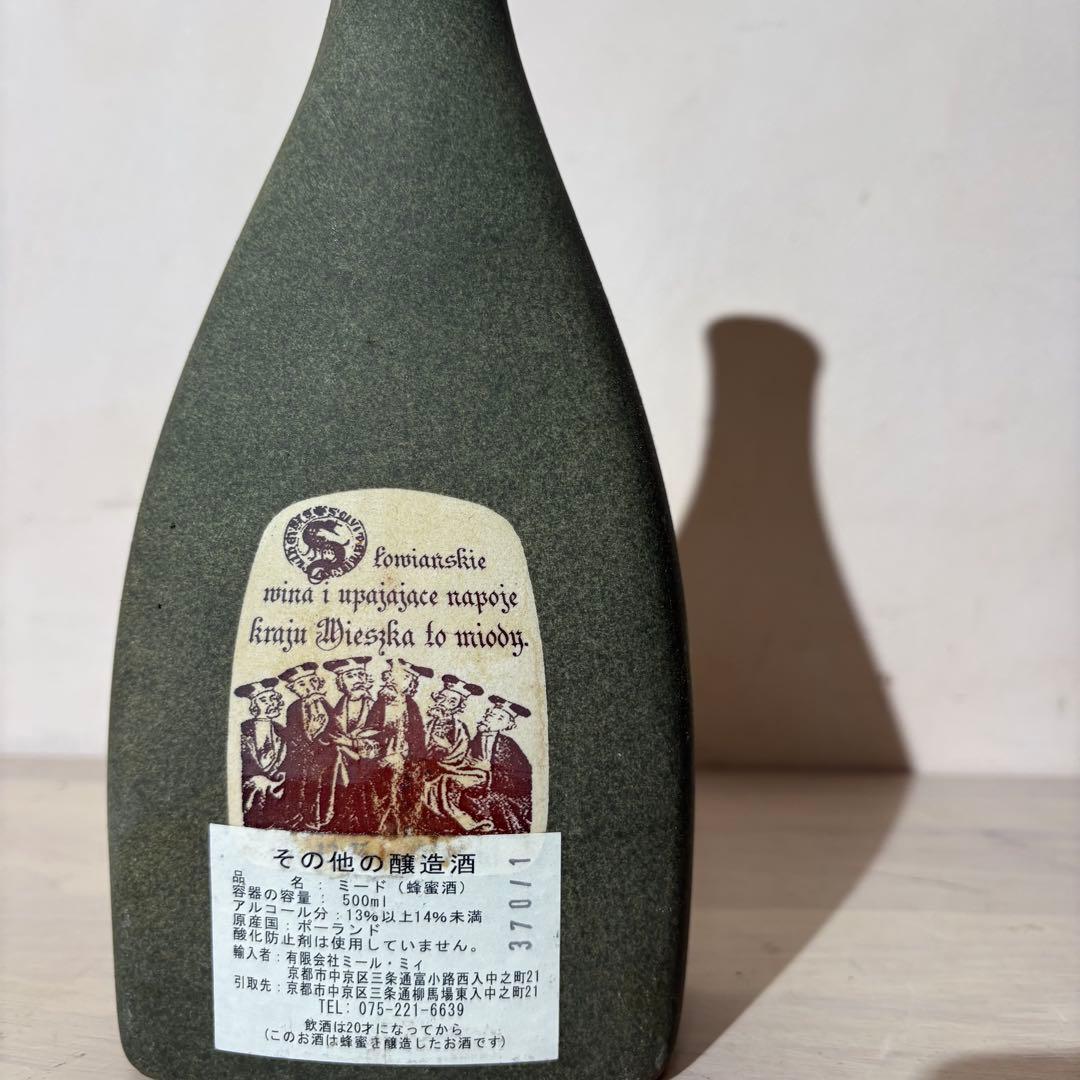 Słowiańskie
wina i upajające napoje
kraju Mieszka to miody.
その他の醸造酒
品 名 : ミード (蜂蜜酒)
容器の容量 : 500ml
アルコール分 : 13%以上14%未満
原産国 : ポーランド
酸化防止剤は使用していません。
輸入者 : 有限会社ミール・ミィ
京都市中京区三条通富小路西入中之町21
引取先 : 京都市中京区三条通柳馬場東入中之町21
TEL: 075-221-6639
飲酒は20才になってから
(このお酒は蜂蜜を醸造したお酒です)
370/1